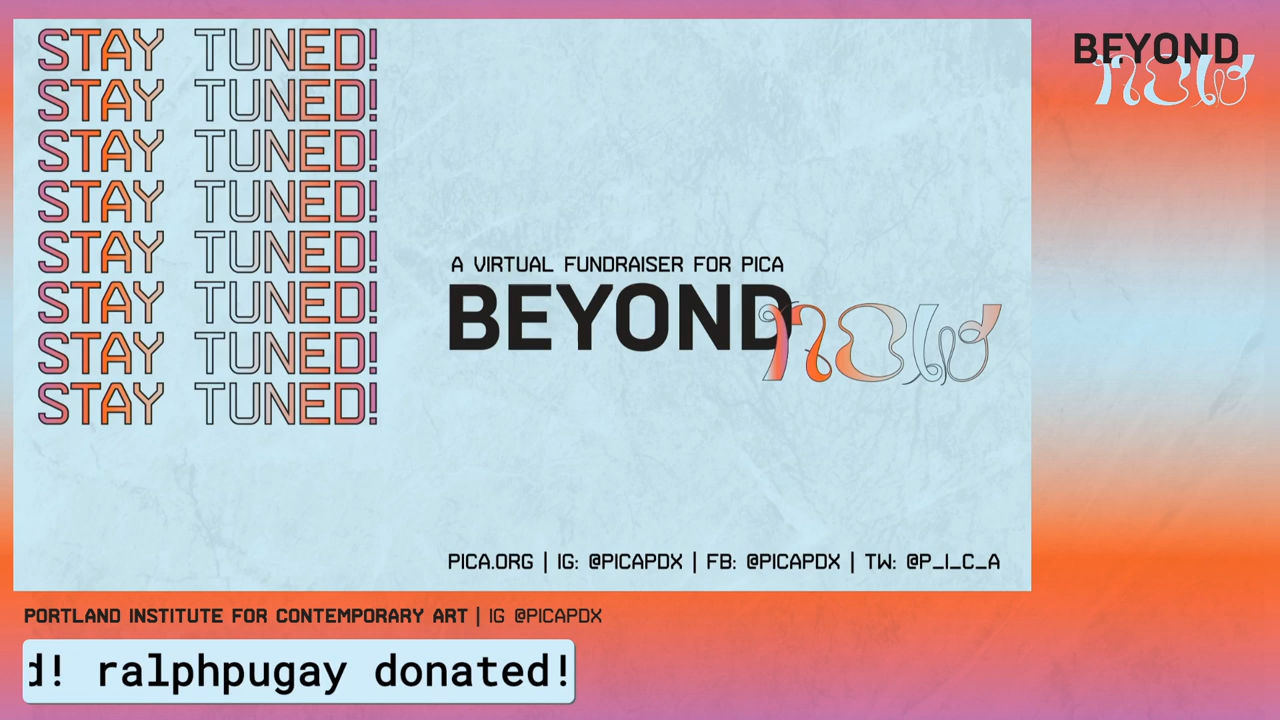 STAY TUNED!
STAY TUNED!
STAY TUNED!
STAY TUNED!
STAY TUNED!
STAY TUNED!
STAY TUNED!
STAY TUNED!
A VIRTUAL FUNDRAISER FOR PICA
BEYOND now
PICA.ORG | IG: @PICAPDX | FB: @PICAPDX | TW: @P_I_C_A
BEYOND
now
PORTLAND INSTITUTE FOR CONTEMPORARY ART | IG @PICAPDX
d! ralphpugay donated!